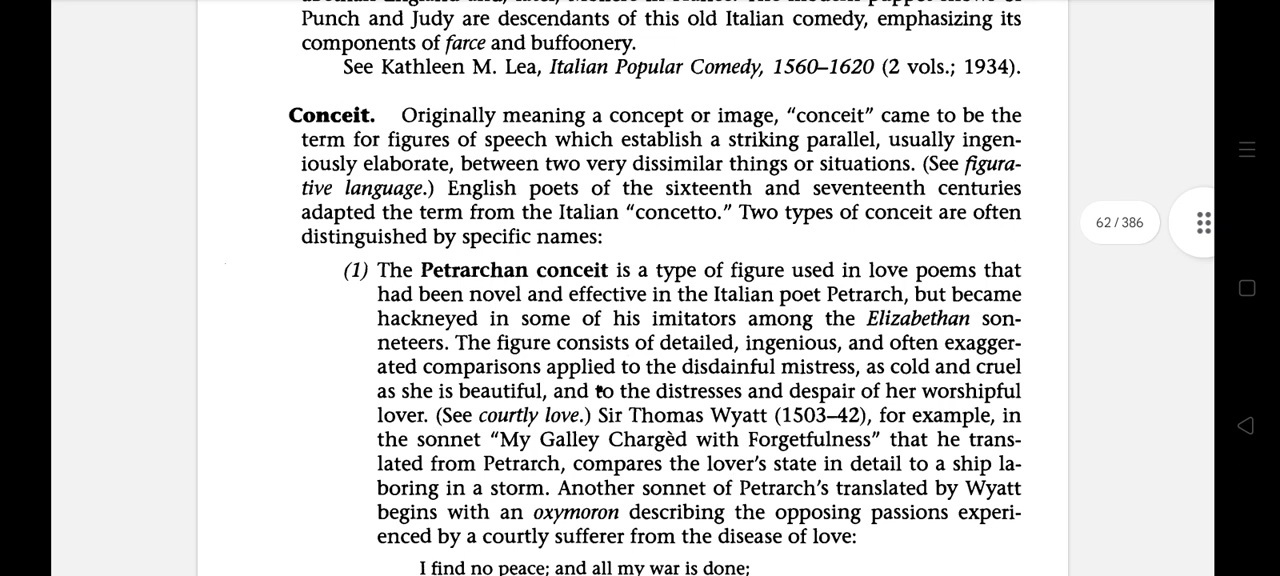 Punch and Judy are descendants of this old Italian comedy, emphasizing its
components of farce and buffoonery.
See Kathleen M. Lea, Italian Popular Comedy, 1560–1620 (2 vols.; 1934).
Conceit. Originally meaning a concept or image, “conceit” came to be the
term for figures of speech which establish a striking parallel, usually ingen-
iously elaborate, between two very dissimilar things or situations. (See figura-
tive language.) English poets of the sixteenth and seventeenth centuries
adapted the term from the Italian “concetto.” Two types of conceit are often
distinguished by specific names:
(1) The Petrarchan conceit is a type of figure used in love poems that
had been novel and effective in the Italian poet Petrarch, but became
hackneyed in some of his imitators among the Elizabethan son-
neteers. The figure consists of detailed, ingenious, and often exagger-
ated comparisons applied to the disdainful mistress, as cold and cruel
as she is beautiful, and to the distresses and despair of her worshipful
lover. (See courtly love.) Sir Thomas Wyatt (1503–42), for example, in
the sonnet “My Galley Chargèd with Forgetfulness” that he trans-
lated from Petrarch, compares the lover’s state in detail to a ship la-
boring in a storm. Another sonnet of Petrarch’s translated by Wyatt
begins with an oxymoron describing the opposing passions experi-
enced by a courtly sufferer from the disease of love:
I find no peace; and all my war is done;
62 / 386